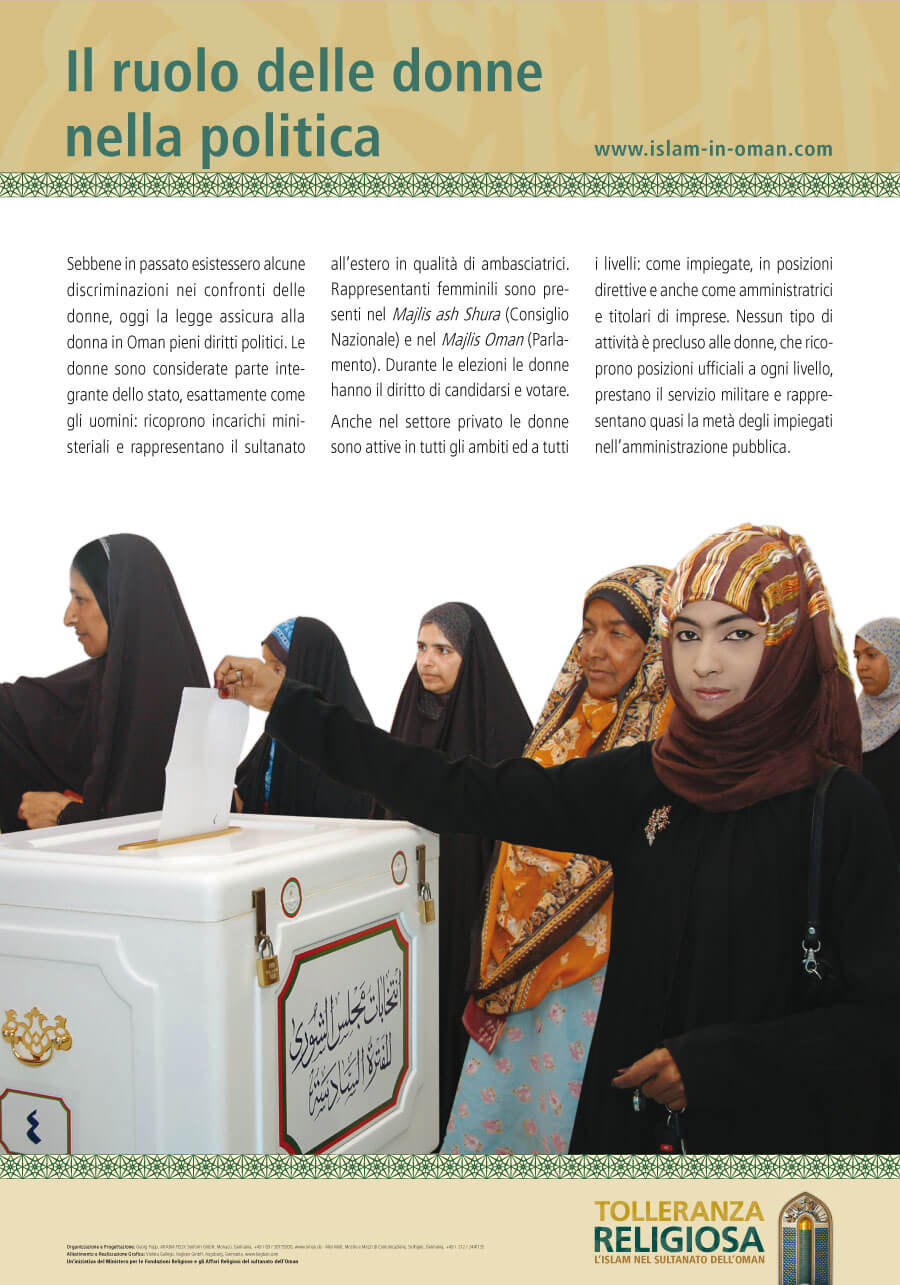 Il ruolo delle donne
nella politica
www.islam-in-oman.com
Sebbene in passato esistessero alcune
discriminazioni nei confronti delle
donne, oggi la legge assicura alla
donna in Oman pieni diritti politici. Le
donne sono considerate parte inte-
grante dello stato, esattamente come
gli uomini: ricoprono incarichi mini-
steriali e rappresentano il sultanato
all'estero in qualità di ambasciatrici.
Rappresentanti femminili sono pre-
senti nel Majlis ash Shura (Consiglio
Nazionale) e nel Majlis Oman (Parla-
mento). Durante le elezioni le donne
hanno il diritto di candidarsi e votare.
Anche nel settore privato le donne
sono attive in tutti gli ambiti ed a tutti
i livelli: come impiegate, in posizioni
direttive e anche come amministratrici
e titolari di imprese. Nessun tipo di
attività è precluso alle donne, che rico-
prono posizioni ufficiali a ogni livello,
prestano il servizio militare e rappre-
sentano quasi la metà degli impiegati
nell'amministrazione pubblica.
انتخابات مجلس الشورى
للفترة السادسة
٤
TOLLERANZA
RELIGIOSA
L'ISLAM NEL SULTANATO DELL'OMAN
Organizzazione e Progettazione: Georg Popp,
Allestimento e Realizzazione Grafica:
Un'iniziativa del Ministero per le Fondazioni Religiose e gli Affari Religiosi del sultanato dell'Oman